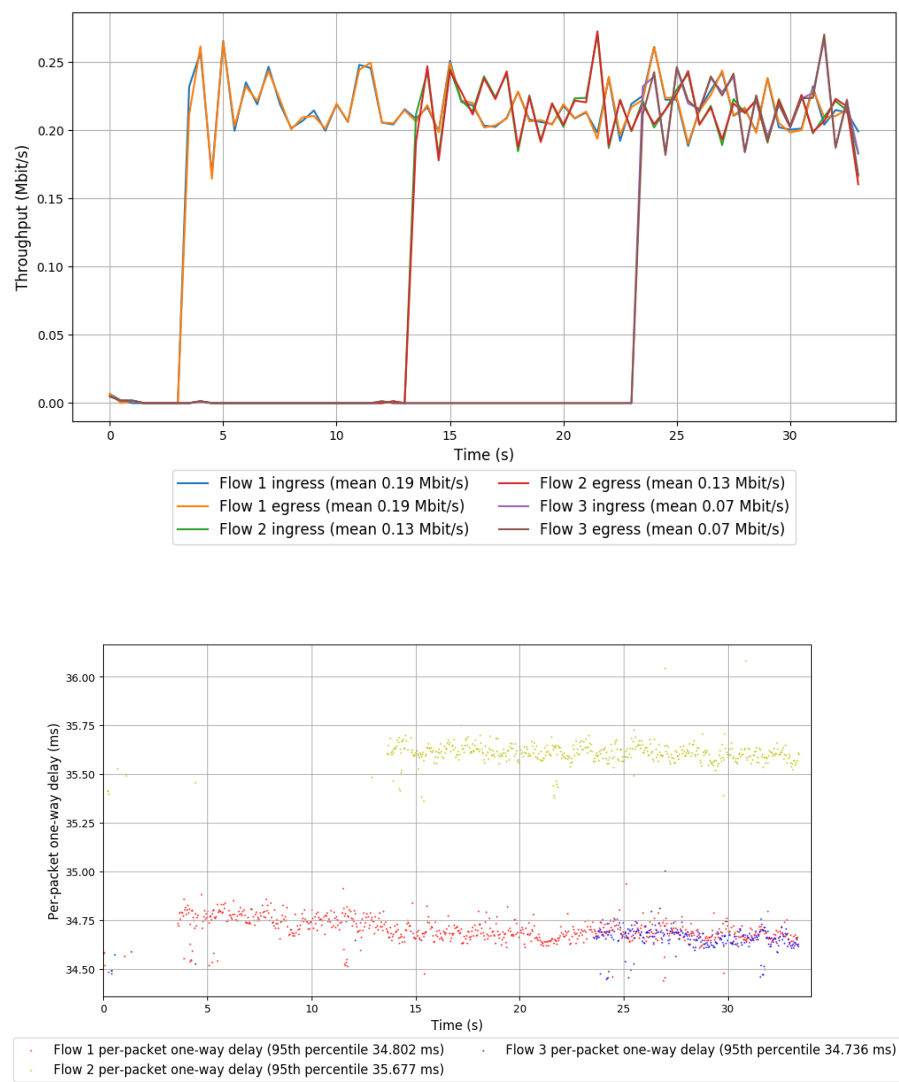 0.25
0.20
0.15
0.10
0.05
0.00
Throughput (Mbit/s)
0 5 10 15 20 25 30
Time (s)
Flow 1 ingress (mean 0.19 Mbit/s) Flow 2 egress (mean 0.13 Mbit/s)
Flow 1 egress (mean 0.19 Mbit/s) Flow 3 ingress (mean 0.07 Mbit/s)
Flow 2 ingress (mean 0.13 Mbit/s) Flow 3 egress (mean 0.07 Mbit/s)
36.00
35.75
35.50
35.25
35.00
34.75
34.50
Per-packet one-way delay (ms)
0 5 10 15 20 25 30
Time (s)
Flow 1 per-packet one-way delay (95th percentile 34.802 ms) Flow 3 per-packet one-way delay (95th percentile 34.736 ms)
Flow 2 per-packet one-way delay (95th percentile 35.677 ms)